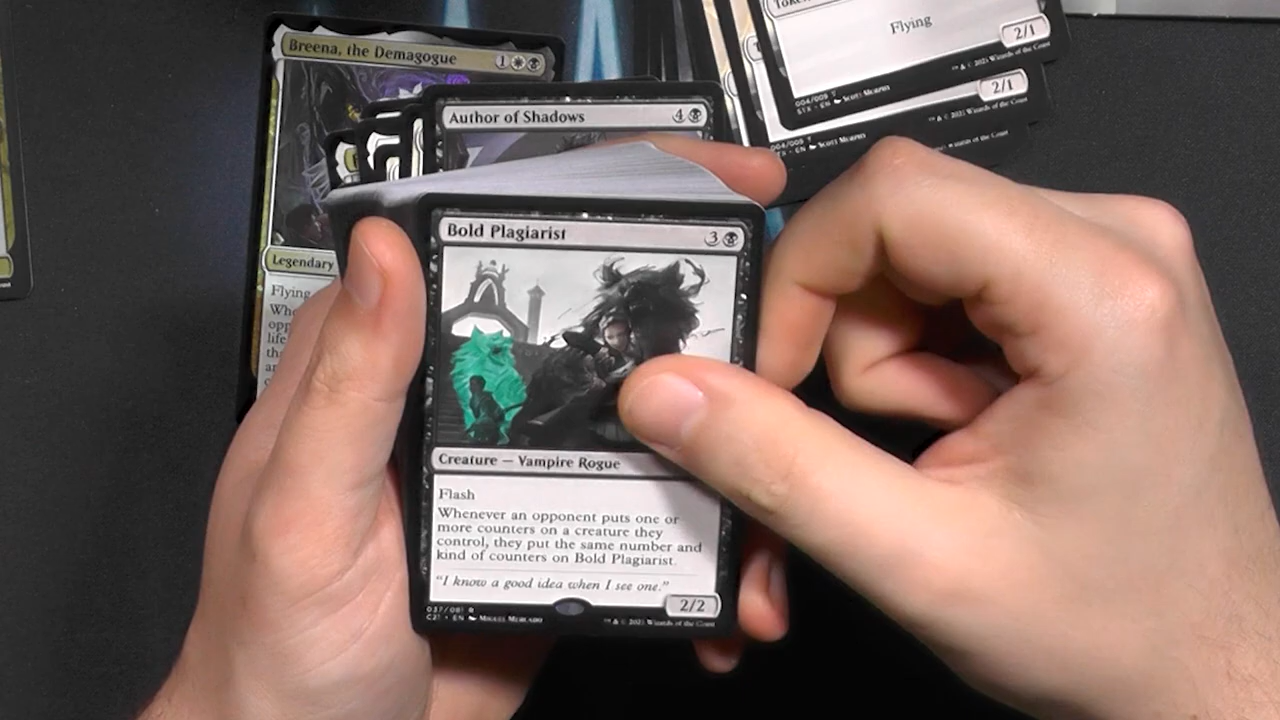 Breena, the Demagogue 1
Legendary
Flying
Author of Shadows 4
Flying
2/1
2/1
Bold Plagiarist 3
Creature — Vampire Rogue
Flash
Whenever an opponent puts one or
more counters on a creature they
control, they put the same number and
kind of counters on Bold Plagiarist.
"I know a good idea when I see one."
2/2
037/081 R
C21 • EN Miguel Mercado
™ & © 2021 Wizards of the Coast